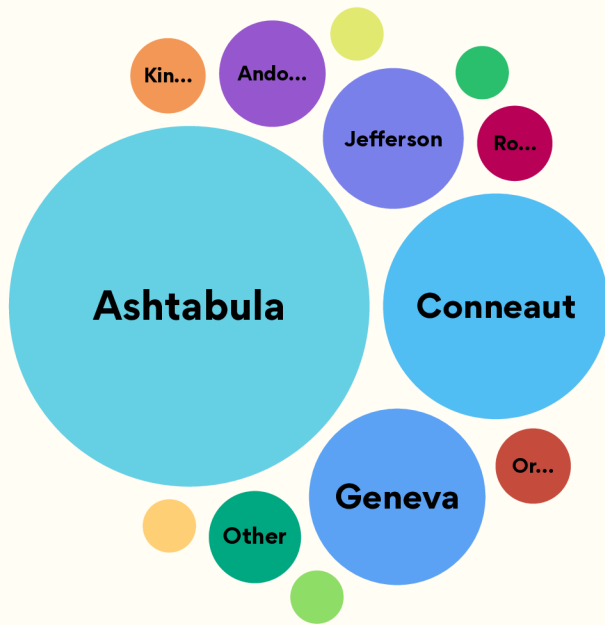 Kin...
Ando...
Jefferson
Ro...
Ashtabula
Conneaut
Or...
Geneva
Other